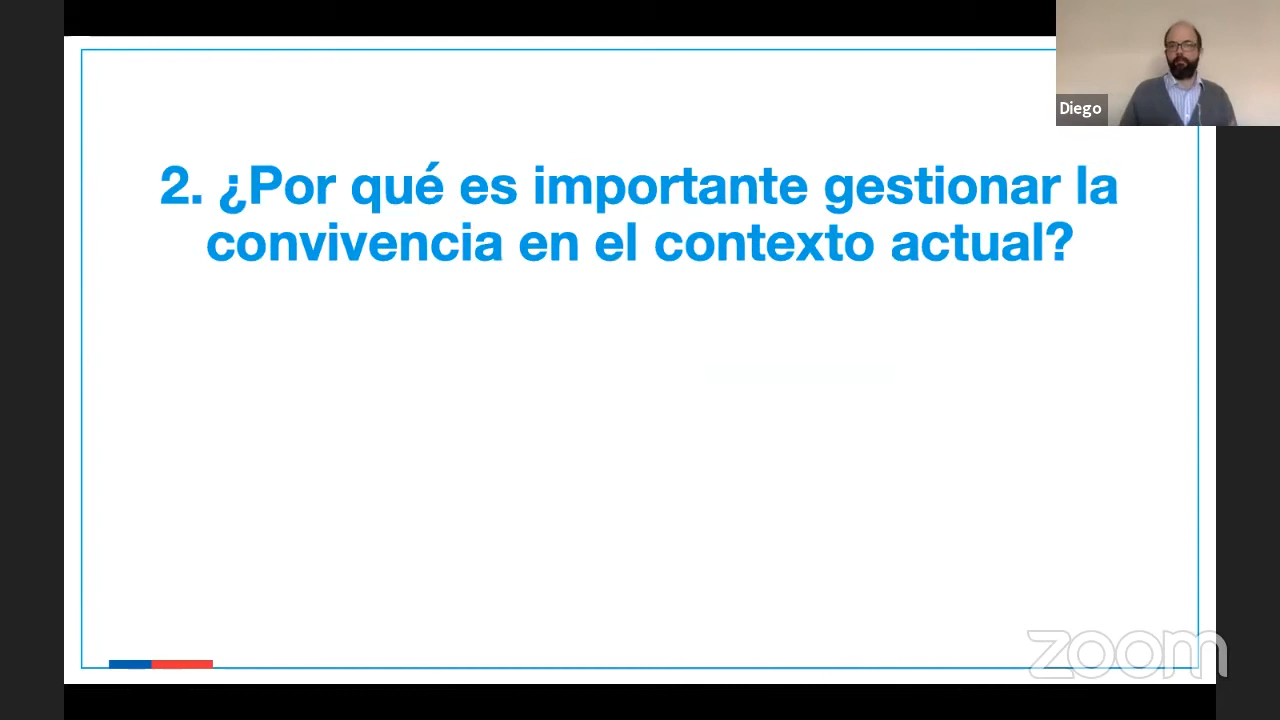 Diego
2. ¿Por qué es importante gestionar la
convivencia en el contexto actual?
zoom